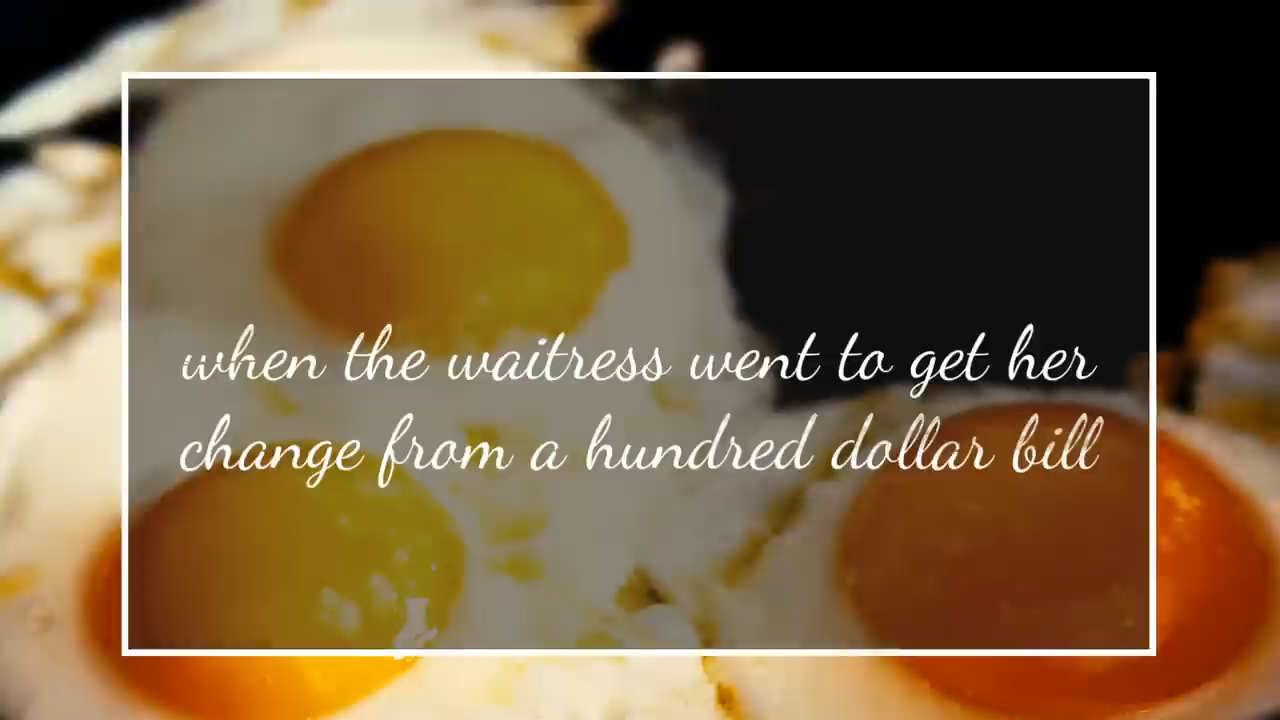 when the waitress went to get her
change from a hundred dollar bill